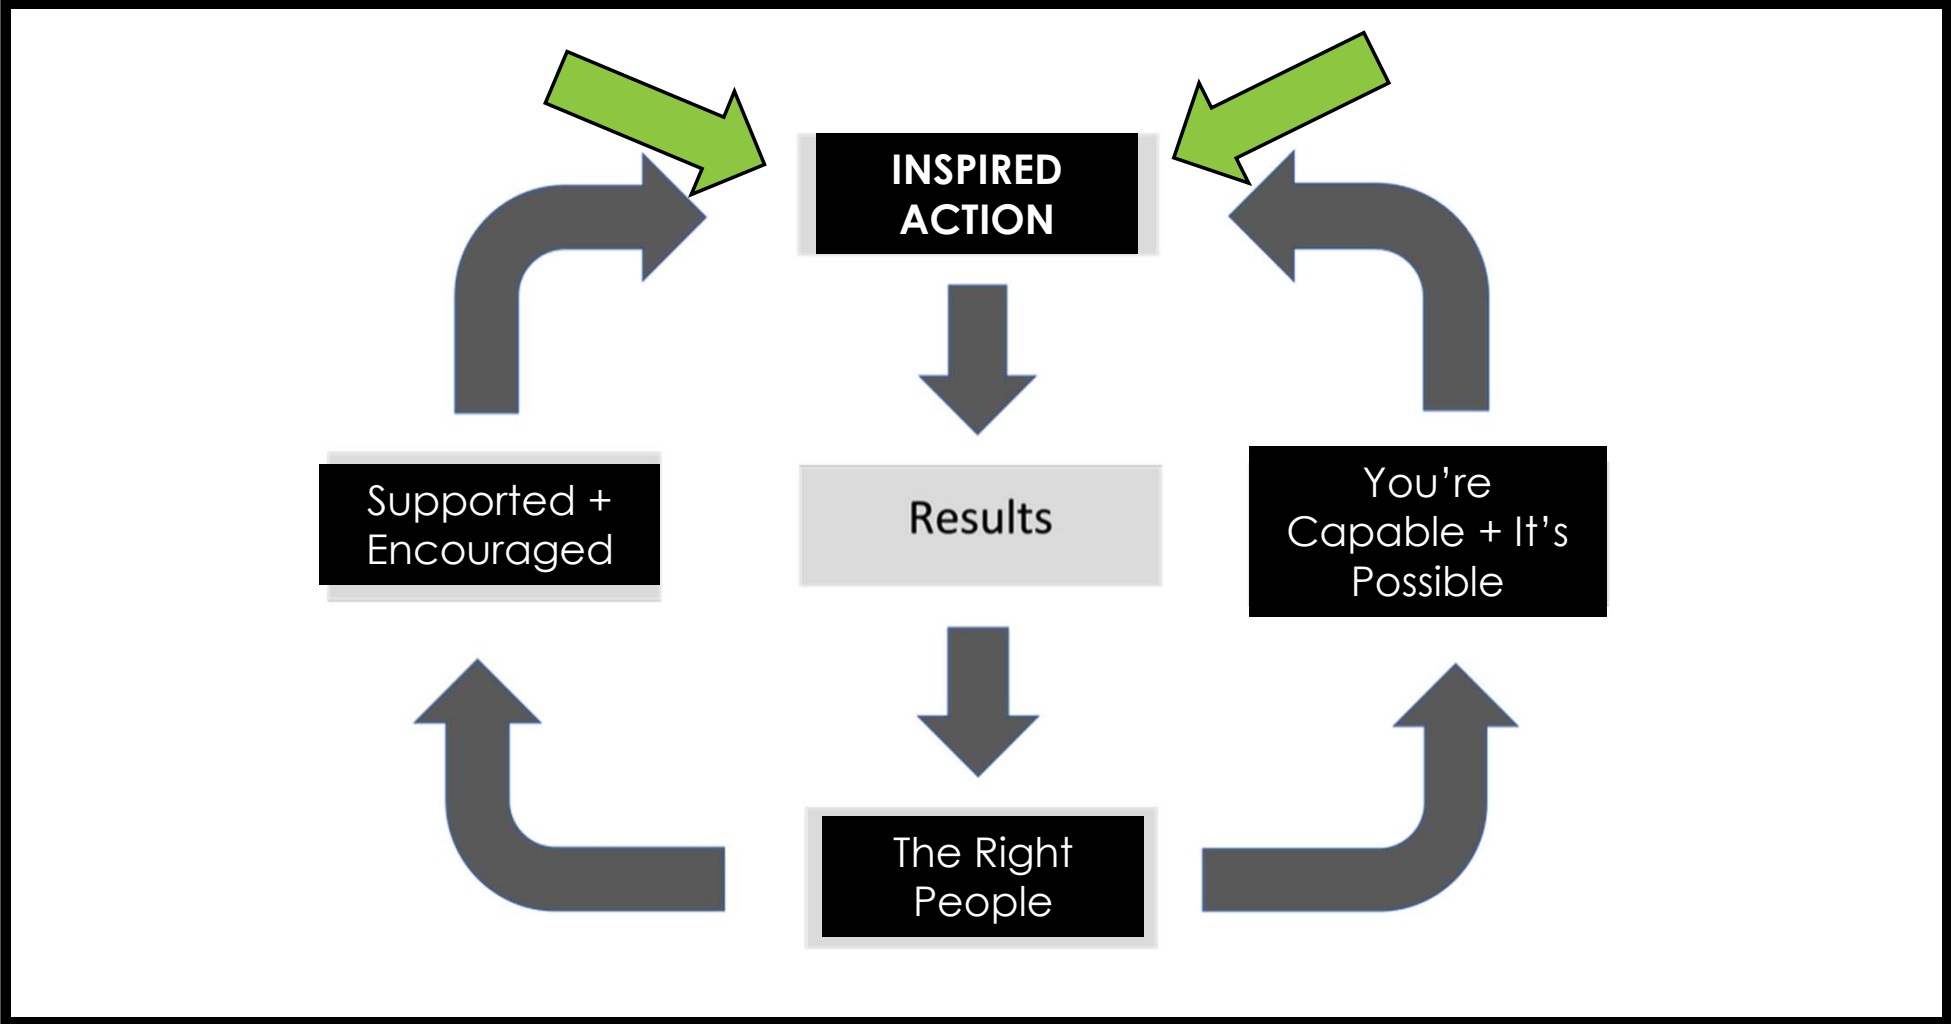 INSPIRED
ACTION
Supported +
Encouraged
Results
You’re
Capable + It’s
Possible
The Right
People